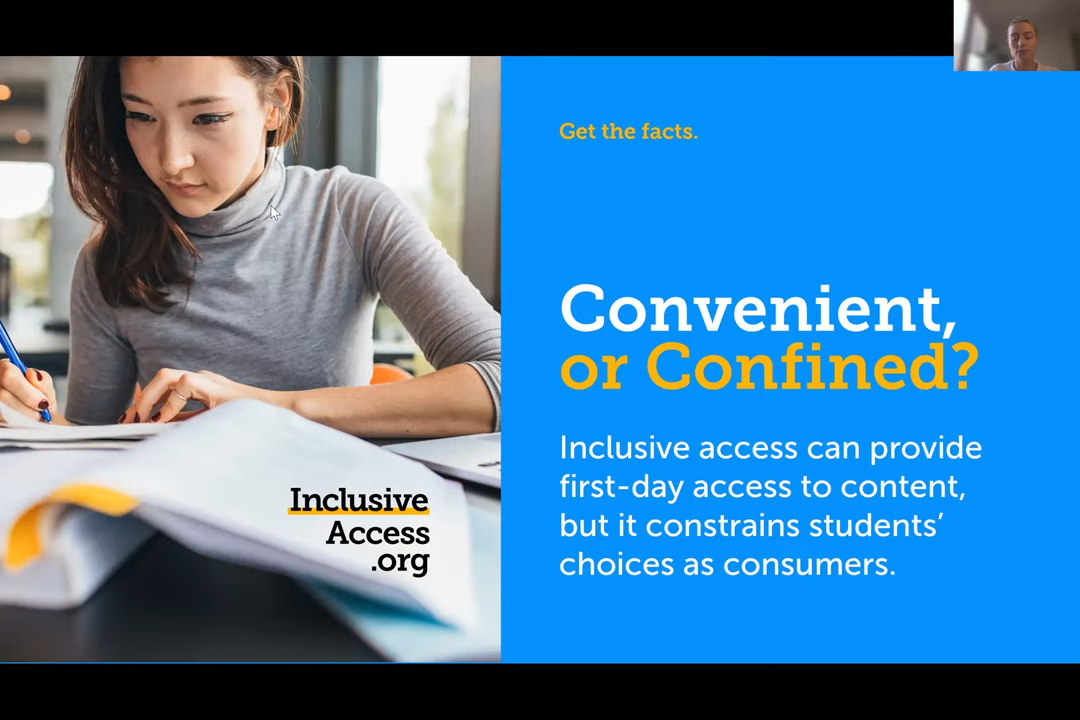 Get the facts.
Convenient,
or Confined?
Inclusive access can provide
first-day access to content,
but it constrains students’
choices as consumers.
Inclusive
Access
.org